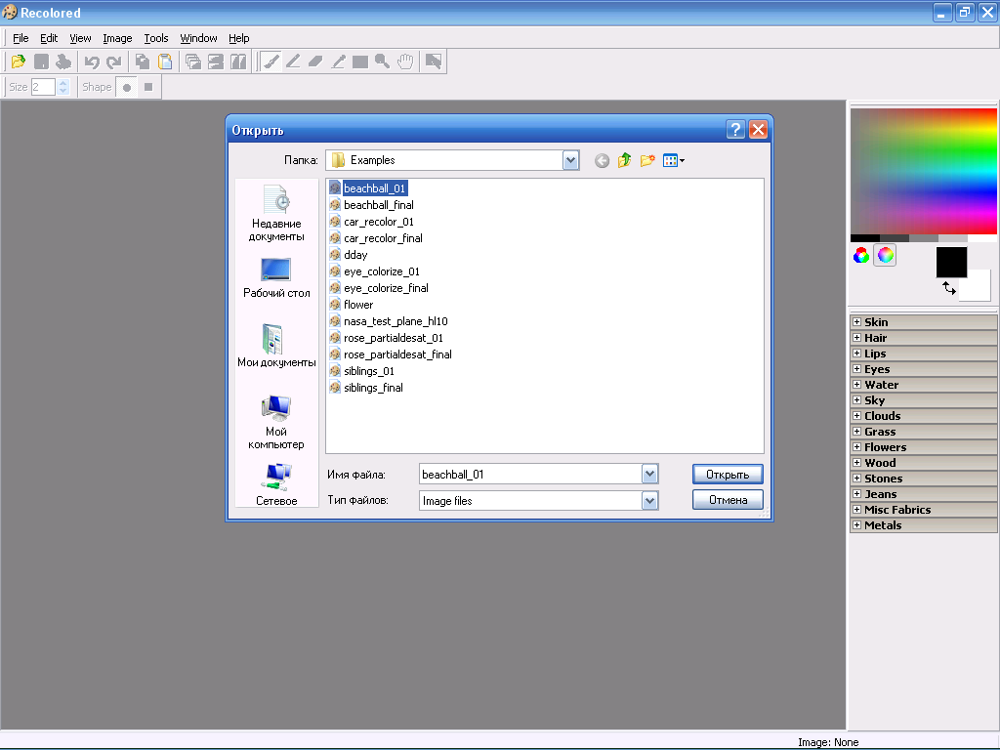 Recolored
File Edit View Image Tools Window Help
Size 2 Shape
Открыть
Папка: Examples
Недавние документы
Рабочий стол
Мои документы
Мой компьютер
Сетевое
beachball_01
beachball_final
car_recolor_01
car_recolor_final
dday
eye_colorize_01
eye_colorize_final
flower
nasa_test_plane_hl10
rose_partialdesat_01
rose_partialdesat_final
siblings_01
siblings_final
Имя файла: beachball_01 Открыть
Тип файлов: Image files Отмена
Skin
Hair
Lips
Eyes
Water
Sky
Clouds
Grass
Flowers
Wood
Stones
Jeans
Misc Fabrics
Metals
Image: None